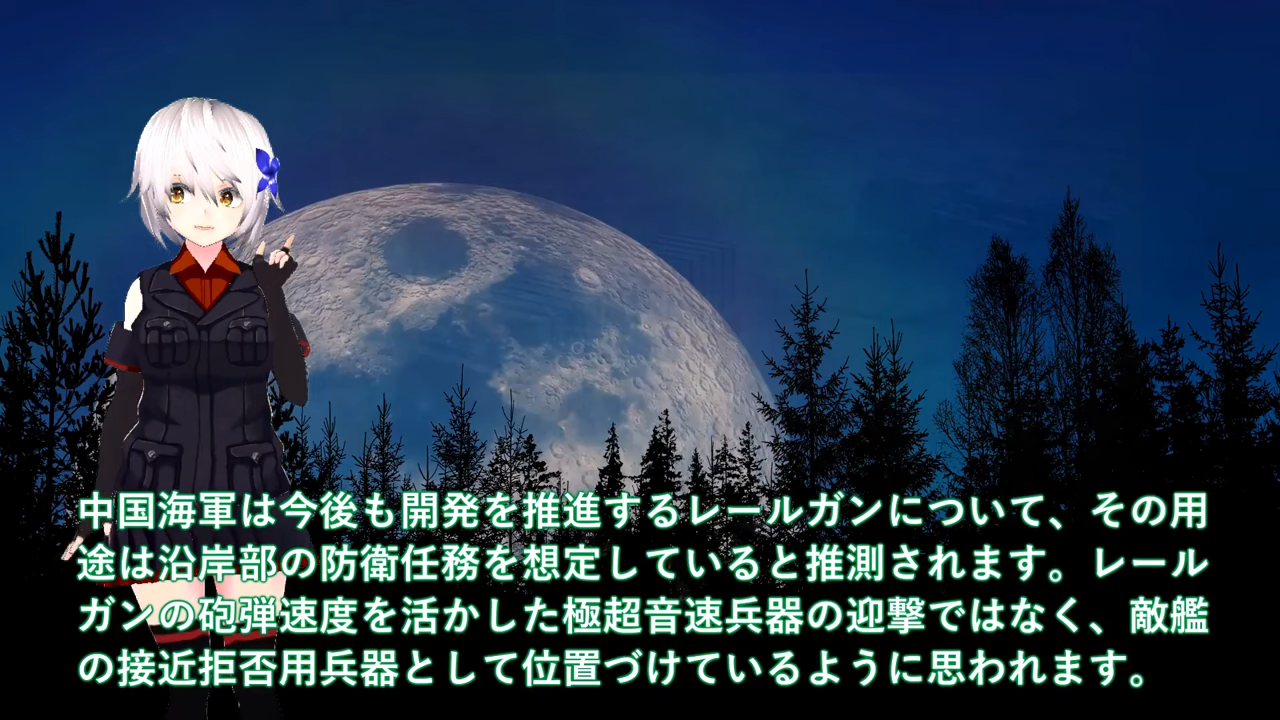 中国海軍は今後も開発を推進するレールガンについて、その用
途は沿岸部の防衛任務を想定していると推測されます。レール
ガンの砲弾速度を活かした極超音速兵器の迎撃ではなく、敵艦
の接近拒否用兵器として位置づけているように思われます。